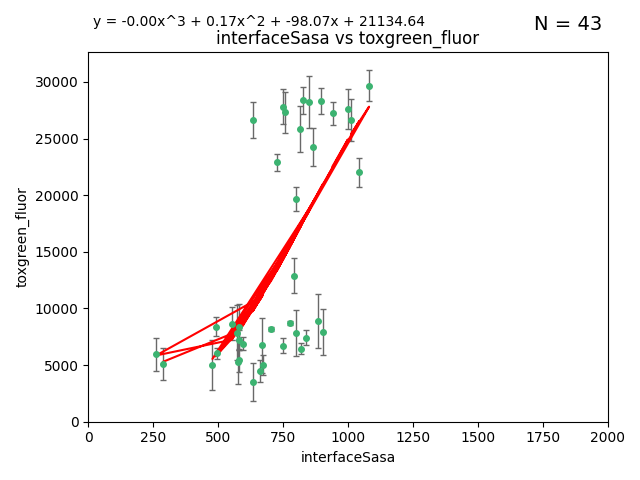 y = -0.00x^3 + 0.17x^2 + -98.07x + 21134.64
N = 43
interfaceSasa vs toxgreen_fluor
30000
25000
20000
15000
10000
5000
0
toxgreen_fluor
0 250 500 750 1000 1250 1500 1750 2000
interfaceSasa